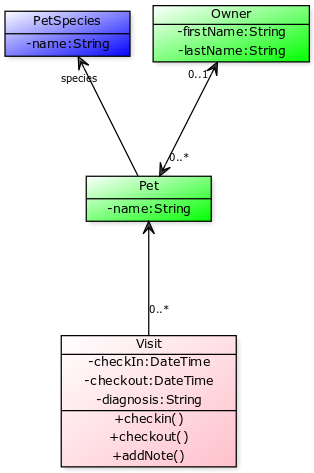 PetSpecies
-name:String
Owner
-firstName:String
-lastName:String
species
0..1
0..*
Pet
-name:String
0..*
Visit
-checkIn:DateTime
-checkout:DateTime
-diagnosis:String
+checkin()
+checkout()
+addNote()